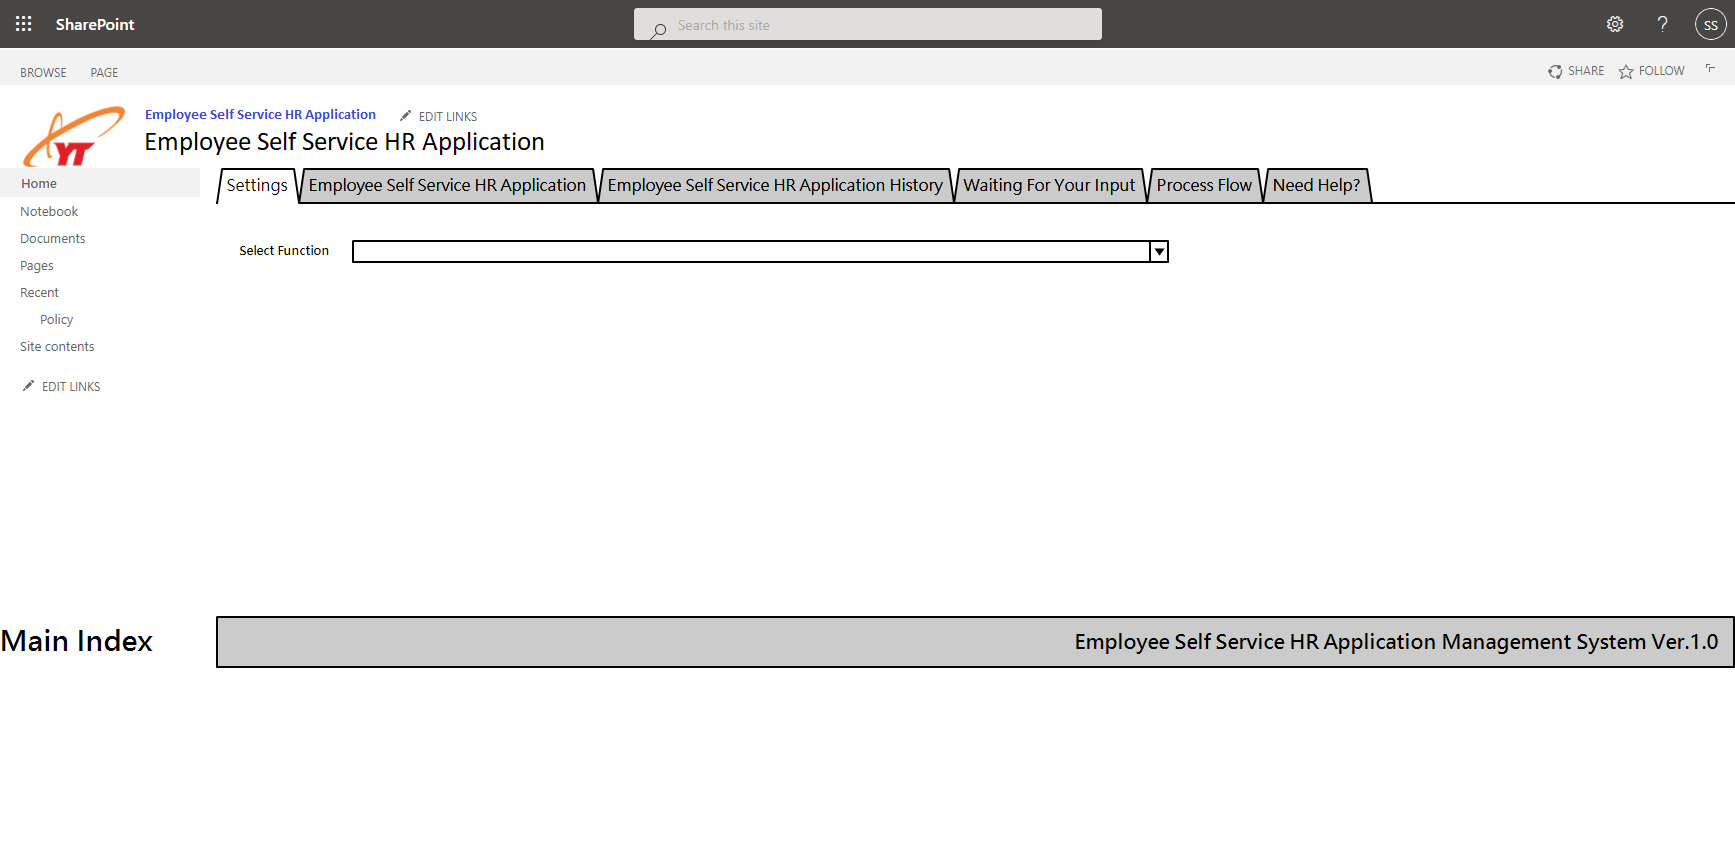 SharePoint
Search this site
?
SS
BROWSE PAGE
SHARE FOLLOW
YT
Employee Self Service HR Application EDIT LINKS
Employee Self Service HR Application
Home
Notebook
Documents
Pages
Recent
Policy
Site contents
EDIT LINKS
Settings Employee Self Service HR Application Employee Self Service HR Application History Waiting For Your Input Process Flow Need Help?
Select Function
Main Index
Employee Self Service HR Application Management System Ver.1.0